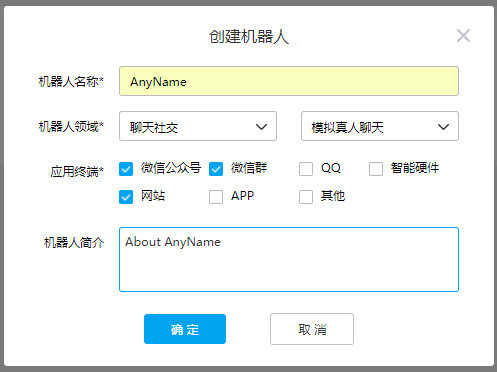 创建机器人
机器人名称* AnyName
机器人领域* 聊天社交 模拟真人聊天
应用终端* 微信公众号 微信群 QQ 智能硬件
网站 APP 其他
机器人简介 About AnyName
确 定 取 消